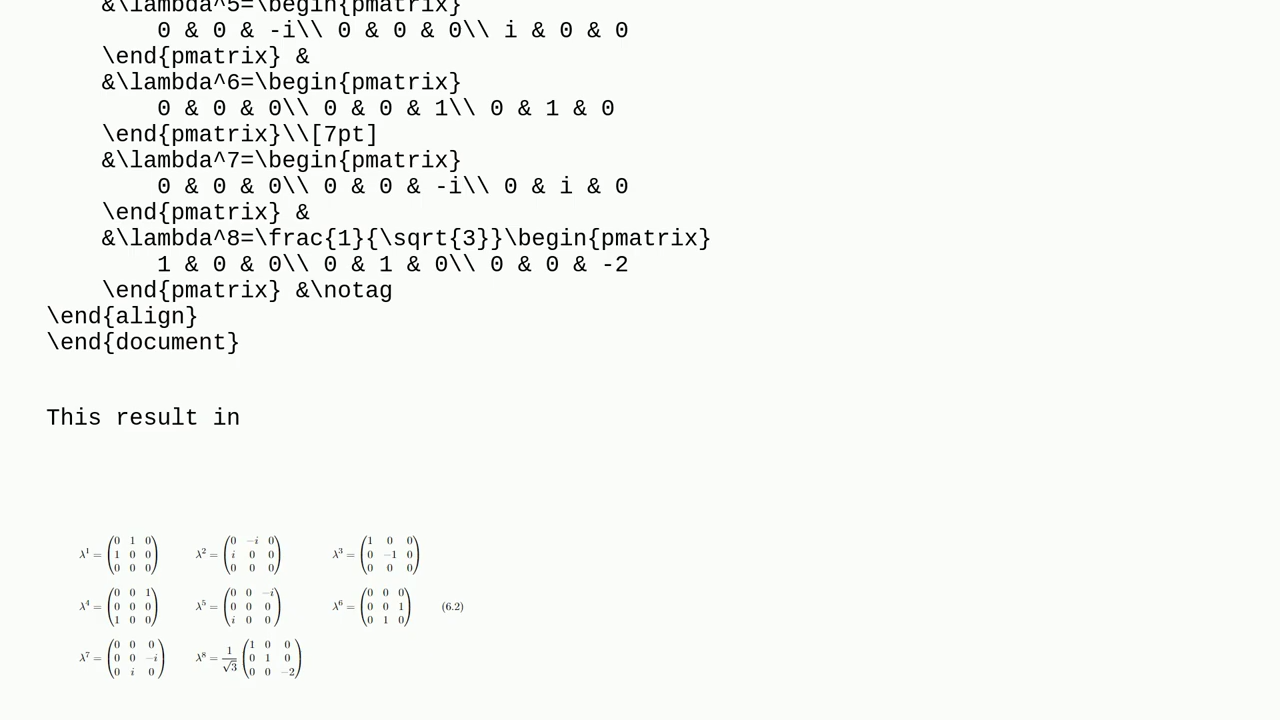 &\lambda^5=\begin{pmatrix}
0 & 0 & -i\\ 0 & 0 & 0\\ i & 0 & 0
\end{pmatrix} &
&\lambda^6=\begin{pmatrix}
0 & 0 & 0\\ 0 & 0 & 1\\ 0 & 1 & 0
\end{pmatrix}\\[7pt]
&\lambda^7=\begin{pmatrix}
0 & 0 & 0\\ 0 & 0 & -i\\ 0 & i & 0
\end{pmatrix} &
&\lambda^8=\frac{1}{\sqrt{3}}\begin{pmatrix}
1 & 0 & 0\\ 0 & 1 & 0\\ 0 & 0 & -2
\end{pmatrix} &\notag
\end{align}
\end{document}
This result in
0 1 0 0 −i 0 1 0 0
λ¹ = 1 0 0 λ² = i 0 0 λ³ = 0 −1 0
0 0 0 0 0 0 0 0 0
0 0 1 0 0 −i 0 0 0
λ⁴ = 0 0 0 λ⁵ = 0 0 0 λ⁶ = 0 0 1 (6.2)
1 0 0 i 0 0 0 1 0
0 0 0 1 0 0
λ⁷ = 0 0 −i λ⁸ = 1/√3 0 1 0
0 i 0 0 0 −2